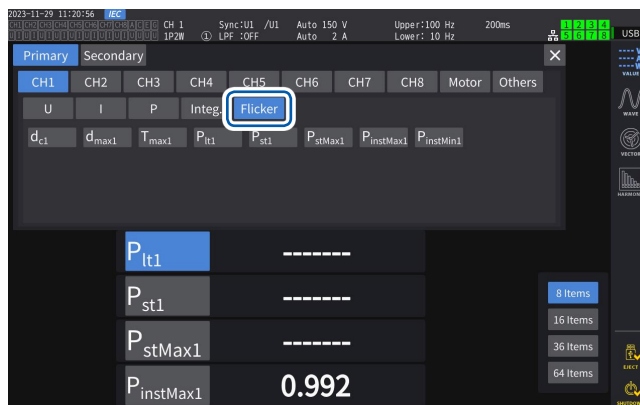 2023-11-29 11:20:56 IEC
CH 1 Sync:U1 /U1 Auto 150 V Upper:100 Hz 200ms 1 2 3 4
1P2W ① LPF :OFF Auto 2 A Lower: 10 Hz 5 6 7 8 USB
Primary Secondary ×
VALUE
CH1 CH2 CH3 CH4 CH5 CH6 CH7 CH8 Motor Others
U I P Integ. Flicker
WAVE
dc1 dmax1 Tmax1 Plt1 Pst1 PstMax1 PinstMax1 PinstMin1
VECTOR
HARMONI
Plt1 -------
Pst1 -------
8 Items
16 Items
PstMax1 -------
36 Items
EJECT
64 Items
PinstMax1 0.992
SHUTDOWN